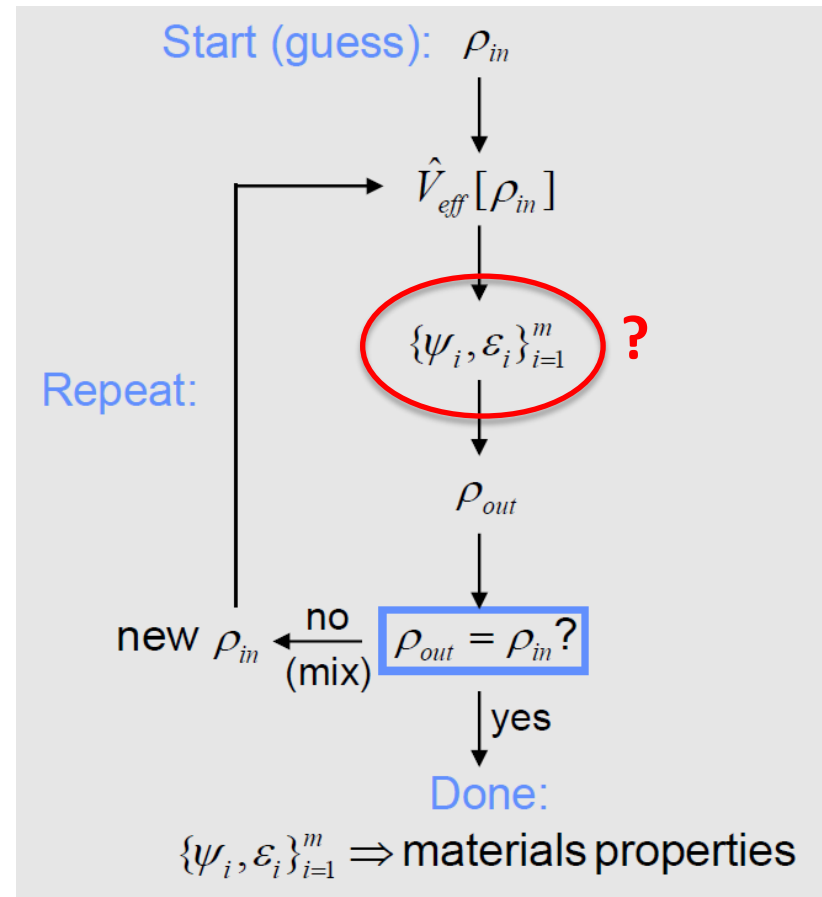 Start (guess): ρ_in
V̂_eff[ρ_in]
{ψ_i, ε_i}_{i=1}^m ?
Repeat:
ρ_out
new ρ_in no (mix) ρ_out = ρ_in?
yes
Done:
{ψ_i, ε_i}_{i=1}^m ⇒ materials properties